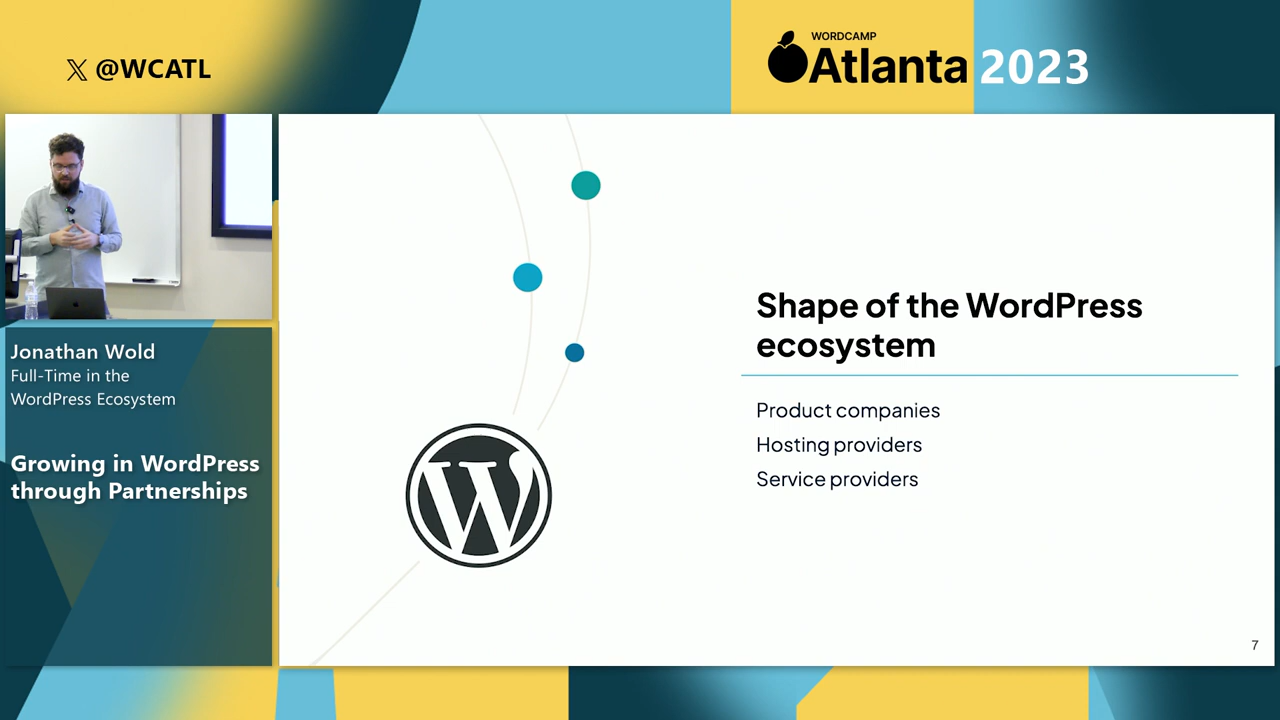 𝕏 @WCATL
WORDCAMP
Atlanta 2023
Jonathan Wold
Full-Time in the
WordPress Ecosystem
Growing in WordPress
through Partnerships
Shape of the WordPress
ecosystem
Product companies
Hosting providers
Service providers
W
7